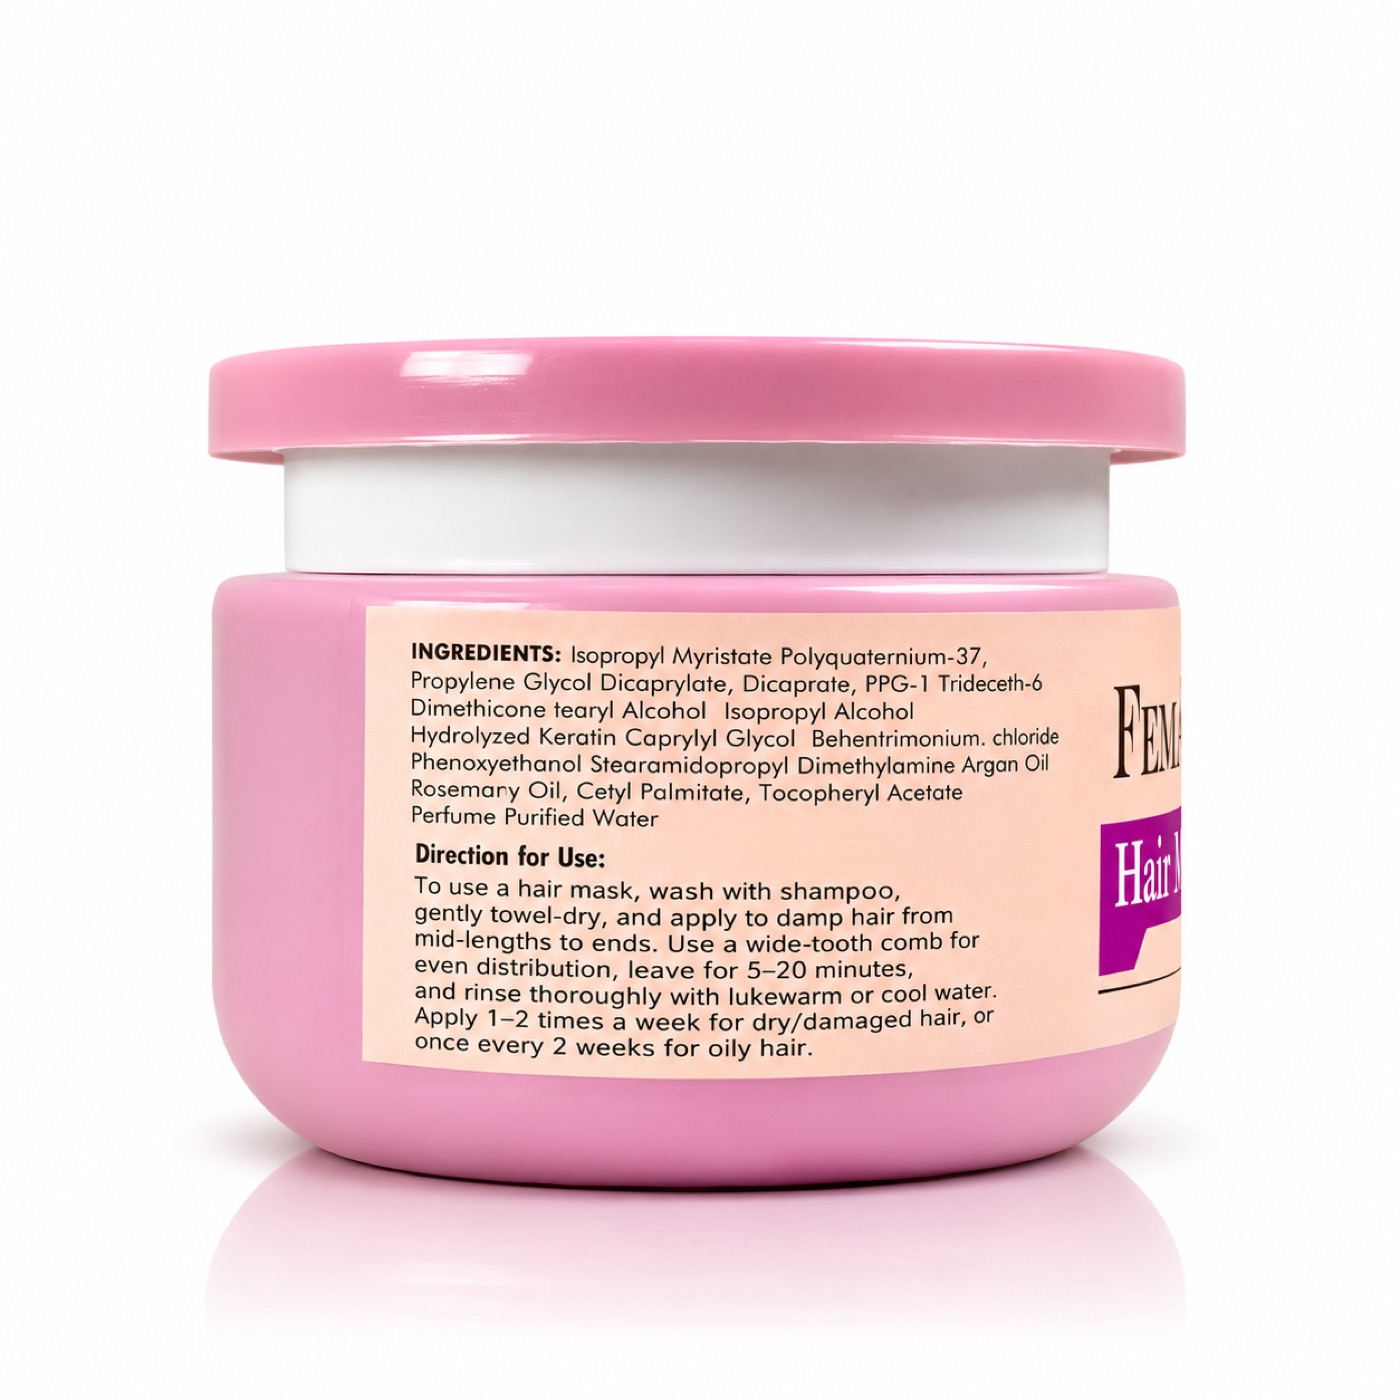 INGREDIENTS: Isopropyl Myristate Polyquaternium-37,
Propylene Glycol Dicaprylate, Dicaprate, PPG-1 Trideceth-6
Dimethicone tearyl Alcohol Isopropyl Alcohol
Hydrolyzed Keratin Caprylyl Glycol Behentrimonium. chloride
Phenoxyethanol Stearamidopropyl Dimethylamine Argan Oil
Rosemary Oil, Cetyl Palmitate, Tocopheryl Acetate
Perfume Purified Water
Direction for Use:
To use a hair mask, wash with shampoo,
gently towel-dry, and apply to damp hair from
mid-lengths to ends. Use a wide-tooth comb for
even distribution, leave for 5–20 minutes,
and rinse thoroughly with lukewarm or cool water.
Apply 1–2 times a week for dry/damaged hair, or
once every 2 weeks for oily hair.
Hair